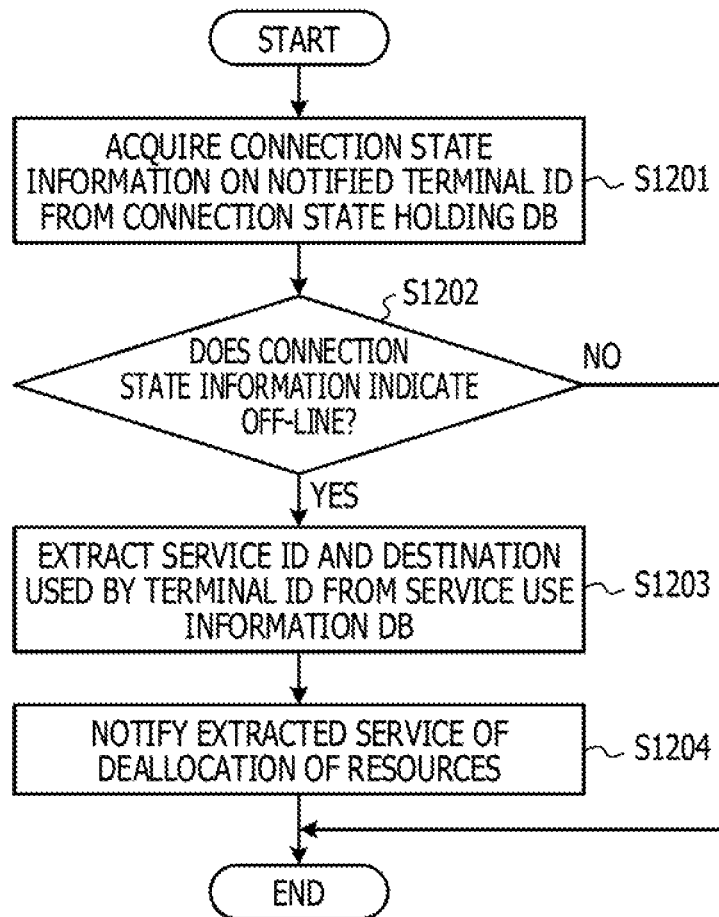 START
ACQUIRE CONNECTION STATE
INFORMATION ON NOTIFIED TERMINAL ID
FROM CONNECTION STATE HOLDING DB
S1201
S1202
DOES CONNECTION
STATE INFORMATION INDICATE
OFF-LINE?
NO
YES
EXTRACT SERVICE ID AND DESTINATION
USED BY TERMINAL ID FROM SERVICE USE
INFORMATION DB
S1203
NOTIFY EXTRACTED SERVICE OF
DEALLOCATION OF RESOURCES
S1204
END